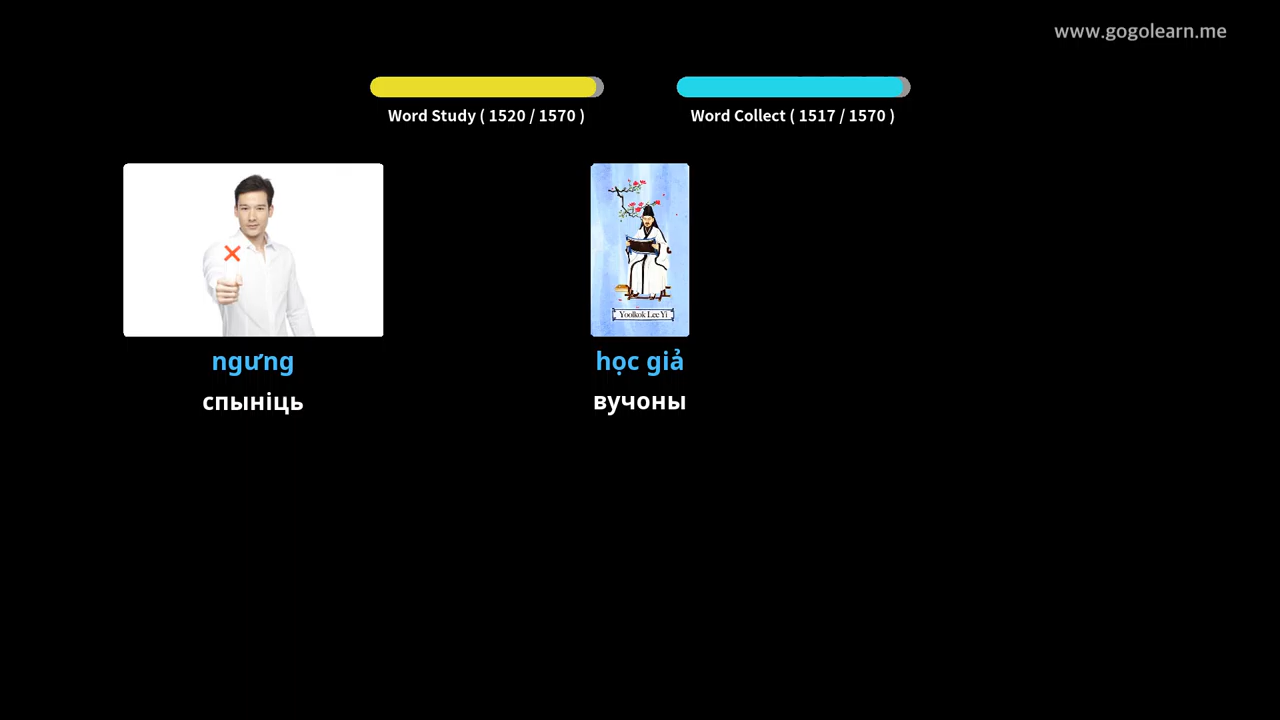 www.gogolearn.me
Word Study ( 1520 / 1570 )
Word Collect ( 1517 / 1570 )
Yoolkok Lee Yi
ngưng
học giả
спыніць
вучоны